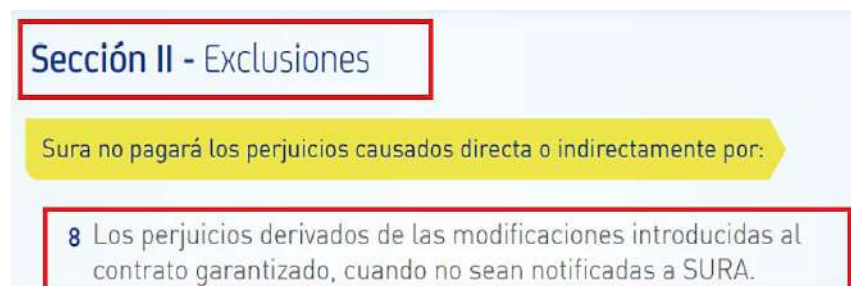 Sección II - Exclusiones
Sura no pagará los perjuicios causados directa o indirectamente por:
8 Los perjuicios derivados de las modificaciones introducidas al
contrato garantizado, cuando no sean notificadas a SURA.